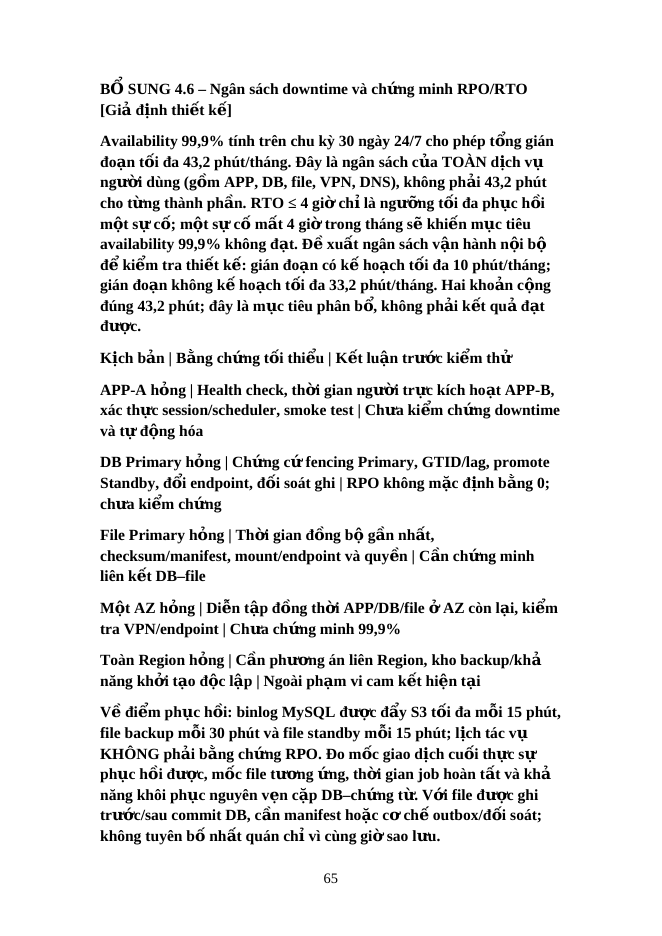 BỔ SUNG 4.6 – Ngân sách downtime và chứng minh RPO/RTO
[Giả định thiết kế]
Availability 99,9% tính trên chu kỳ 30 ngày 24/7 cho phép tổng gián
đoạn tối đa 43,2 phút/tháng. Đây là ngân sách của TOÀN dịch vụ
người dùng (gồm APP, DB, file, VPN, DNS), không phải 43,2 phút
cho từng thành phần. RTO ≤ 4 giờ chỉ là ngưỡng tối đa phục hồi
một sự cố; một sự cố mất 4 giờ trong tháng sẽ khiến mục tiêu
availability 99,9% không đạt. Đề xuất ngân sách vận hành nội bộ
để kiểm tra thiết kế: gián đoạn có kế hoạch tối đa 10 phút/tháng;
gián đoạn không kế hoạch tối đa 33,2 phút/tháng. Hai khoản cộng
đúng 43,2 phút; đây là mục tiêu phân bổ, không phải kết quả đạt
được.
Kịch bản | Bằng chứng tối thiểu | Kết luận trước kiểm thử
APP-A hỏng | Health check, thời gian người trực kích hoạt APP-B,
xác thực session/scheduler, smoke test | Chưa kiểm chứng downtime
và tự động hóa
DB Primary hỏng | Chứng cứ fencing Primary, GTID/lag, promote
Standby, đổi endpoint, đối soát ghi | RPO không mặc định bằng 0;
chưa kiểm chứng
File Primary hỏng | Thời gian đồng bộ gần nhất,
checksum/manifest, mount/endpoint và quyền | Cần chứng minh
liên kết DB–file
Một AZ hỏng | Diễn tập đồng thời APP/DB/file ở AZ còn lại, kiểm
tra VPN/endpoint | Chưa chứng minh 99,9%
Toàn Region hỏng | Cần phương án liên Region, kho backup/khả
năng khởi tạo độc lập | Ngoài phạm vi cam kết hiện tại
Về điểm phục hồi: binlog MySQL được đẩy S3 tối đa mỗi 15 phút,
file backup mỗi 30 phút và file standby mỗi 15 phút; lịch tác vụ
KHÔNG phải bằng chứng RPO. Đo mốc giao dịch cuối thực sự
phục hồi được, mốc file tương ứng, thời gian job hoàn tất và khả
năng khôi phục nguyên vẹn cặp DB–chứng từ. Với file được ghi
trước/sau commit DB, cần manifest hoặc cơ chế outbox/đối soát;
không tuyên bố nhất quán chỉ vì cùng giờ sao lưu.
65